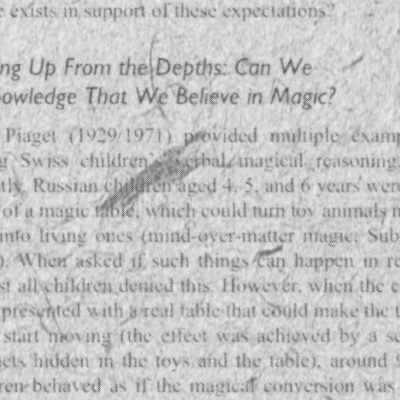 e exists in support of these expectations?
ng Up From the Depths: Can We
owledge That We Believe in Magic?
Piaget (1929/1971) provided multiple examp
g Swiss children's verbal magical reasoning.
tly, Russian children aged 4, 5, and 6 years were
of a magic table, which could turn toy animals
into living ones (mind-over-matter magic; Sub
). When asked if such things can happen in re
st all children denied this. However, when the c
presented with a real table that could make the t
start moving (the effect was achieved by a se
nets hidden in the toys and the table), around 9
ren behaved as if the magical conversion was